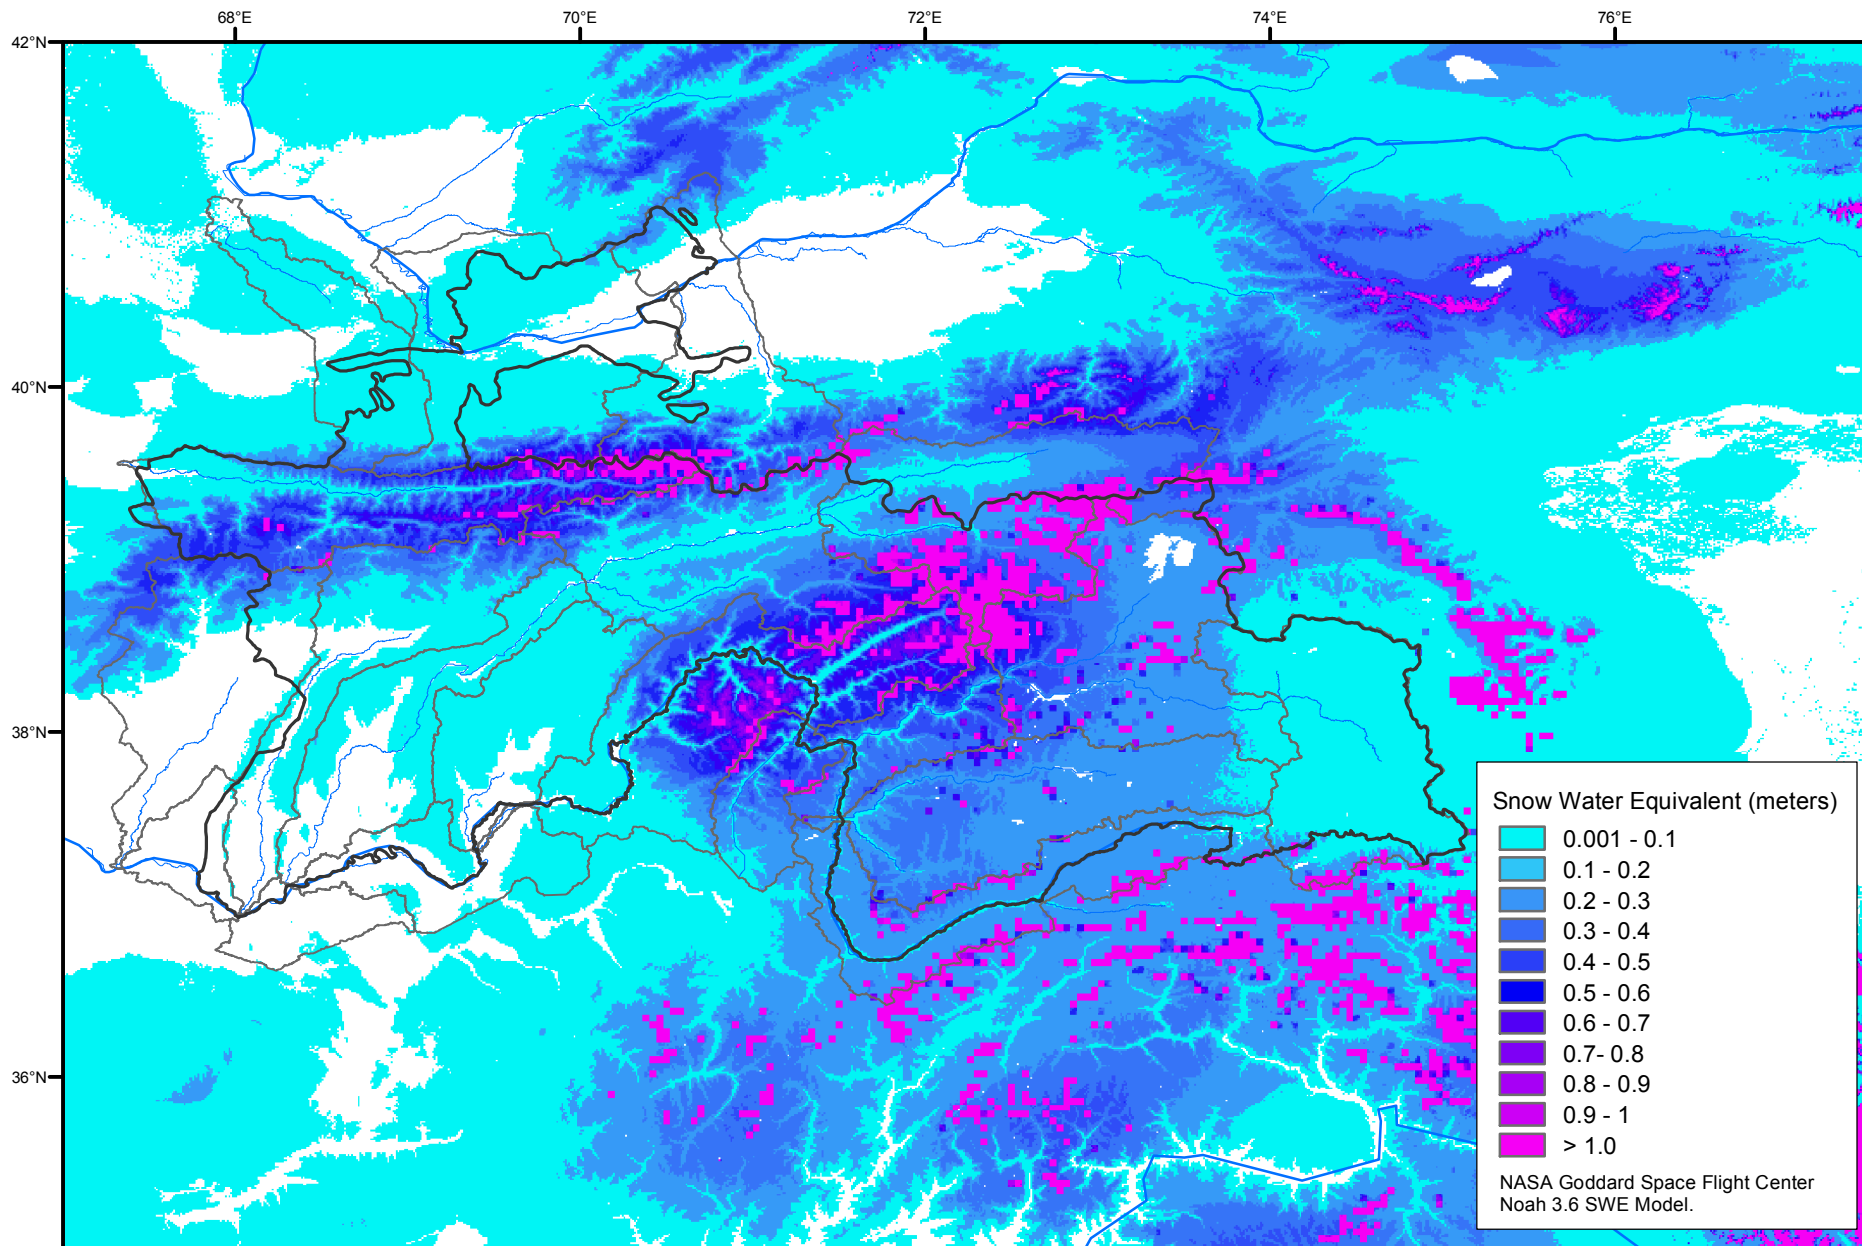 68°E 70°E 72°E 74°E 76°E
42°N
40°N
38°N
36°N
Snow Water Equivalent (meters)
0.001 - 0.1
0.1 - 0.2
0.2 - 0.3
0.3 - 0.4
0.4 - 0.5
0.5 - 0.6
0.6 - 0.7
0.7- 0.8
0.8 - 0.9
0.9 - 1
> 1.0
NASA Goddard Space Flight Center
Noah 3.6 SWE Model.